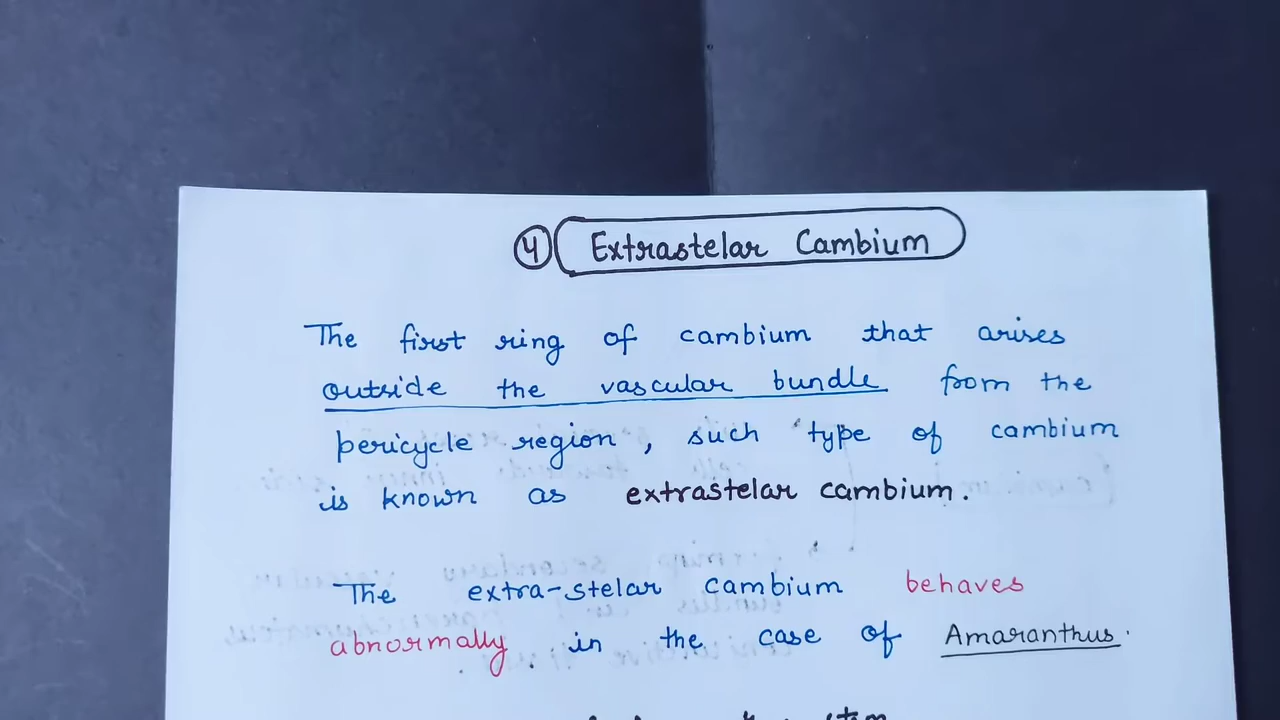 ④ Extrastelar Cambium
The first ring of cambium that arises
outside the vascular bundle from the
pericycle region, such type of cambium
is known as extrastelar cambium.
The extra-stelar cambium behaves
abnormally in the case of Amaranthus.